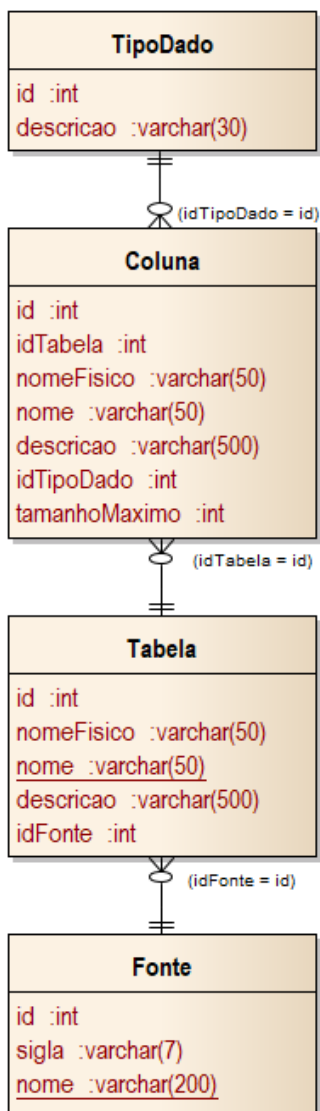 TipoDado
id :int
descricao :varchar(30)
(idTipoDado = id)
Coluna
id :int
idTabela :int
nomeFisico :varchar(50)
nome :varchar(50)
descricao :varchar(500)
idTipoDado :int
tamanhoMaximo :int
(idTabela = id)
Tabela
id :int
nomeFisico :varchar(50)
nome :varchar(50)
descricao :varchar(500)
idFonte :int
(idFonte = id)
Fonte
id :int
sigla :varchar(7)
nome :varchar(200)